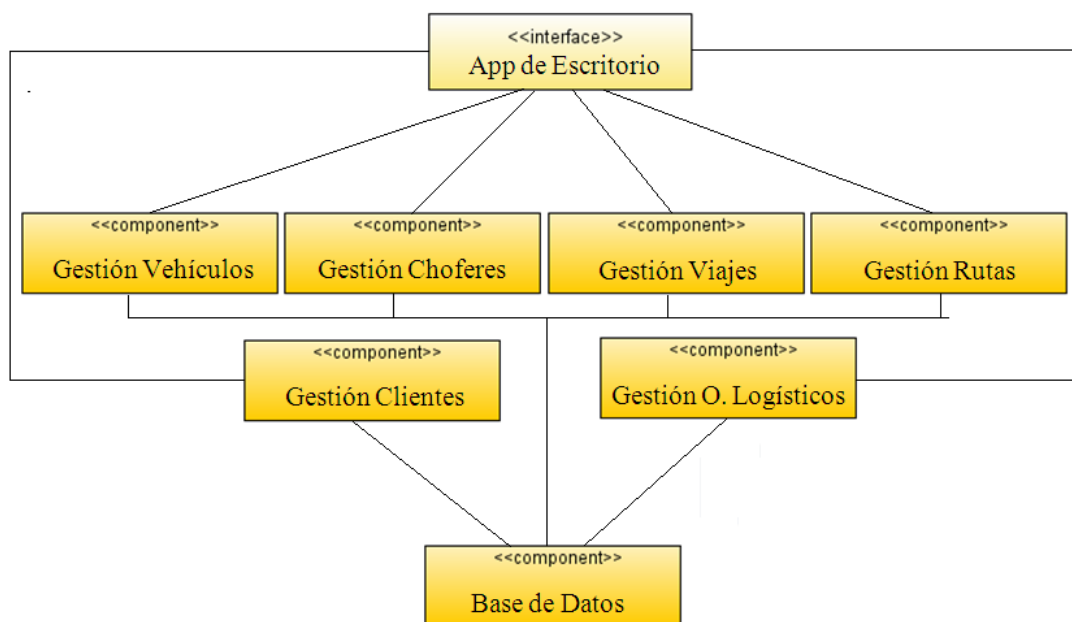 <<interface>>
App de Escritorio
<<component>>
Gestión Vehículos
<<component>>
Gestión Choferes
<<component>>
Gestión Viajes
<<component>>
Gestión Rutas
<<component>>
Gestión Clientes
<<component>>
Gestión O. Logísticos
<<component>>
Base de Datos